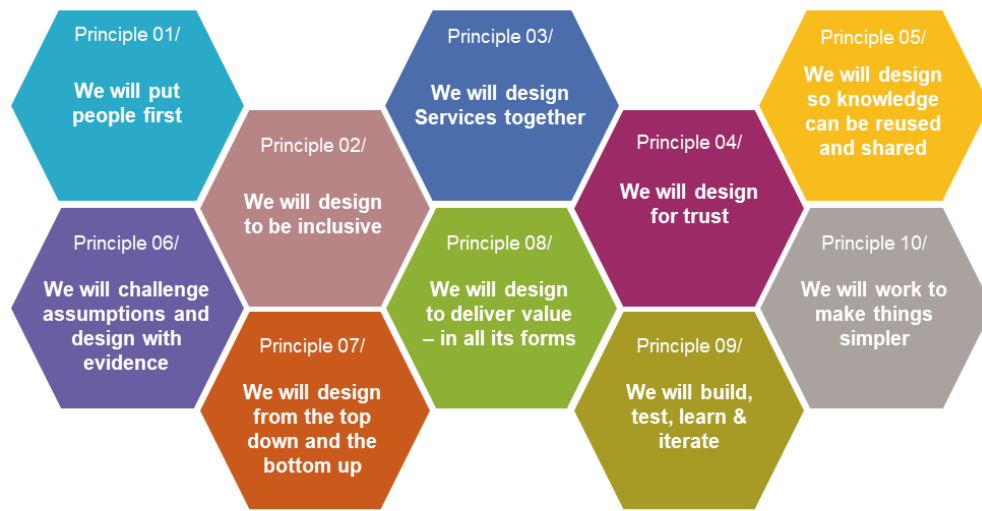 Principle 01/
We will put
people first
Principle 02/
We will design
to be inclusive
Principle 03/
We will design
Services together
Principle 04/
We will design
for trust
Principle 05/
We will design
so knowledge
can be reused
and shared
Principle 06/
We will challenge
assumptions and
design with
evidence
Principle 07/
We will design
from the top
down and the
bottom up
Principle 08/
We will design
to deliver value
– in all its forms
Principle 09/
We will build,
test, learn &
iterate
Principle 10/
We will work to
make things
simpler